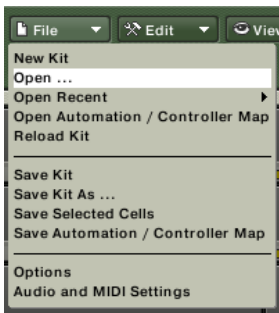 File Edit View
New Kit
Open ...
Open Recent
Open Automation / Controller Map
Reload Kit
Save Kit
Save Kit As ...
Save Selected Cells
Save Automation / Controller Map
Options
Audio and MIDI Settings